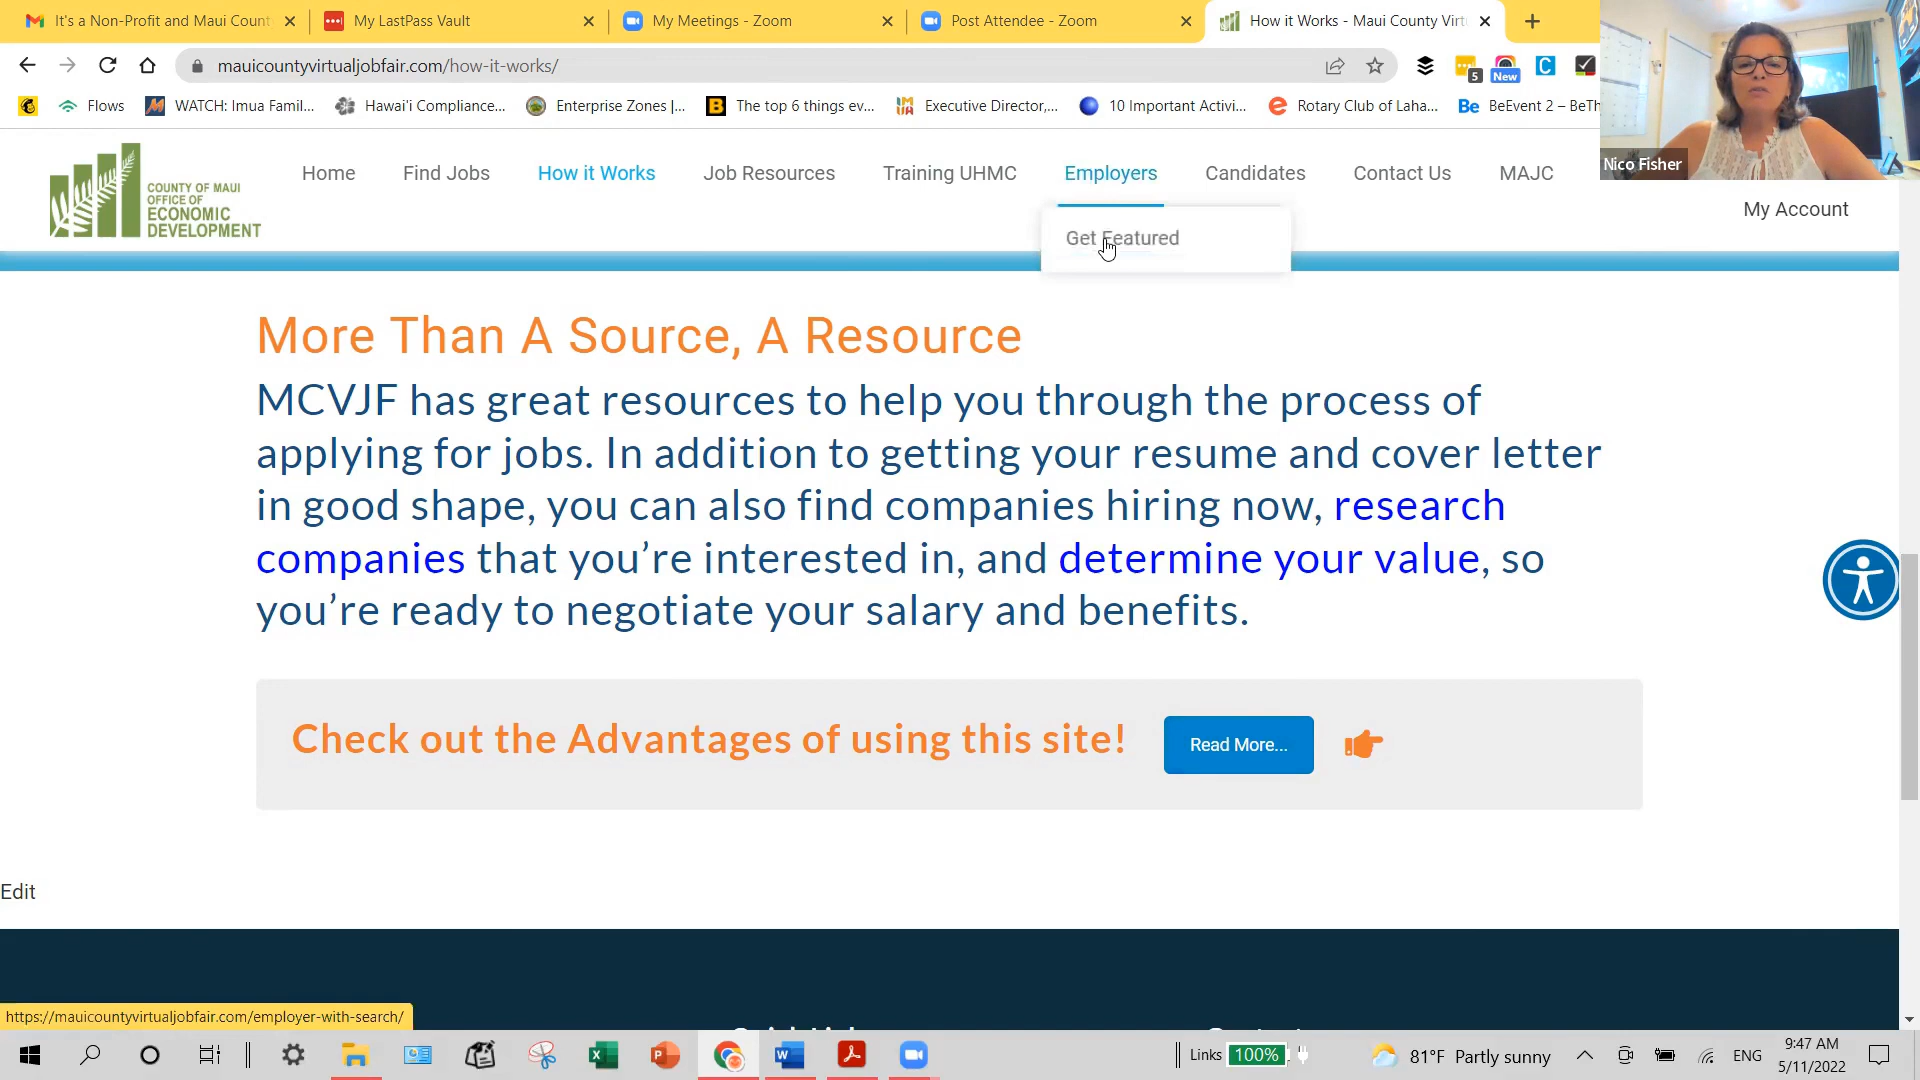 It's a Non-Profit and Maui Count
My LastPass Vault
My Meetings - Zoom
Post Attendee - Zoom
How it Works - Maui County Virtu
mauicountyvirtualjobfair.com/how-it-works/
5
New
Flows
WATCH: Imua Famil...
Hawai'i Compliance...
Enterprise Zones |...
The top 6 things ev...
Executive Director,...
10 Important Activi...
Rotary Club of Laha...
Be
BeEvent 2 – BeTh
Nico Fisher
COUNTY OF MAUI
OFFICE OF
ECONOMIC
DEVELOPMENT
Home
Find Jobs
How it Works
Job Resources
Training UHMC
Employers
Candidates
Contact Us
MAJC
My Account
Get Featured
More Than A Source, A Resource
MCVJF has great resources to help you through the process of
applying for jobs. In addition to getting your resume and cover letter
in good shape, you can also find companies hiring now, research
companies that you’re interested in, and determine your value, so
you’re ready to negotiate your salary and benefits.
Check out the Advantages of using this site!
Read More...
Edit
https://mauicountyvirtualjobfair.com/employer-with-search/
Links
100%
81°F Partly sunny
ENG
9:47 AM
5/11/2022